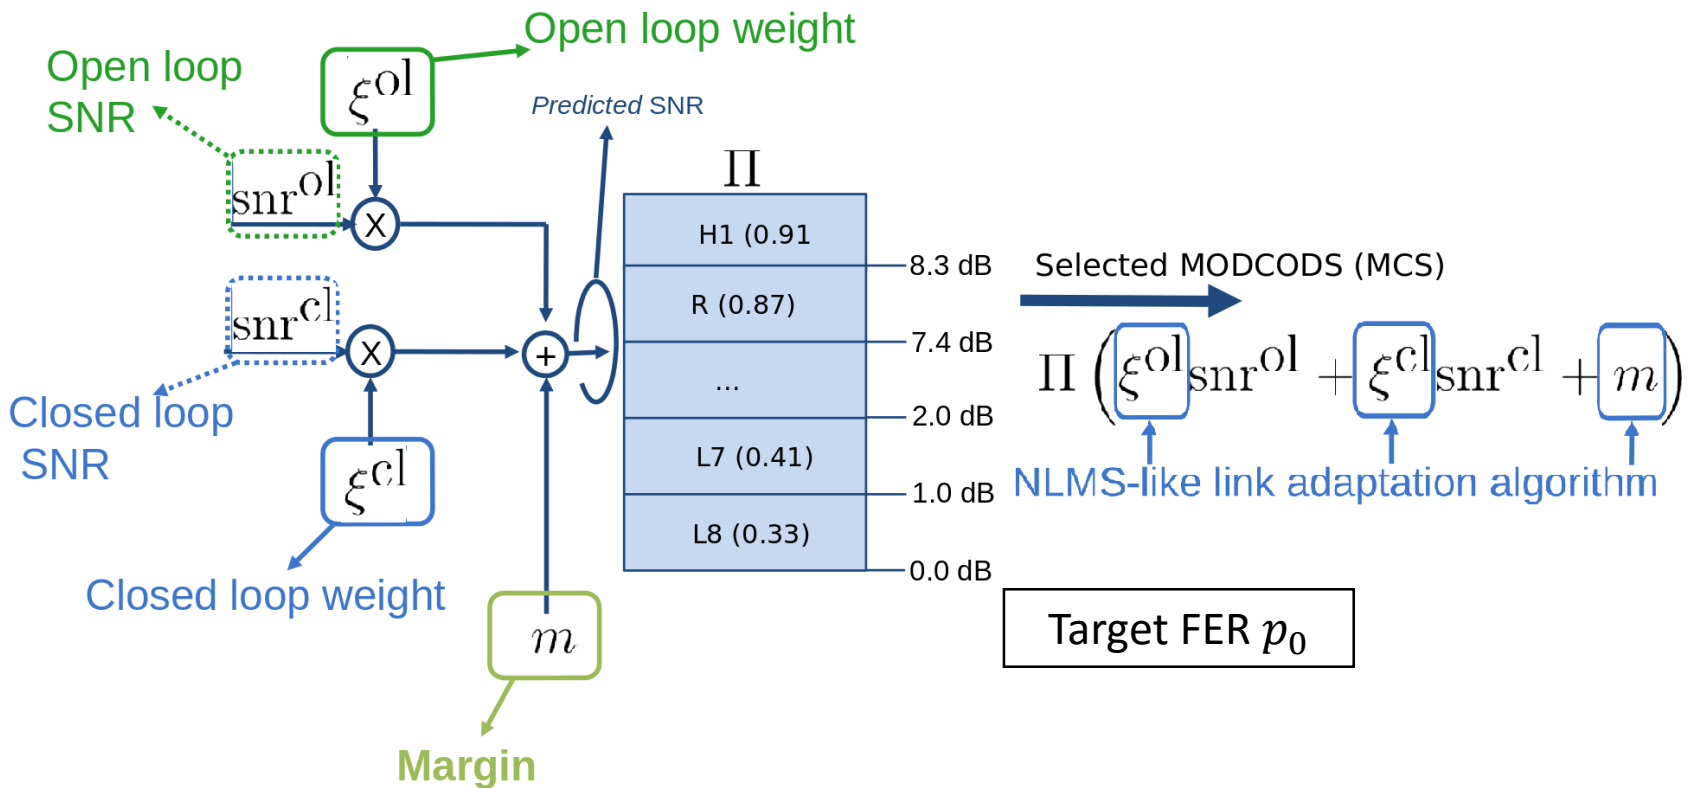 Open loop weight
Open loop
SNR
ξ^ol
Predicted SNR
snr^ol
X
Π
H1 (0.91
8.3 dB
R (0.87)
7.4 dB
...
2.0 dB
L7 (0.41)
1.0 dB
L8 (0.33)
0.0 dB
snr^cl
X
+
Closed loop
SNR
ξ^cl
Closed loop weight
m
Margin
Selected MODCODS (MCS)
Π (ξ^ol snr^ol + ξ^cl snr^cl + m)
NLMS-like link adaptation algorithm
Target FER p₀